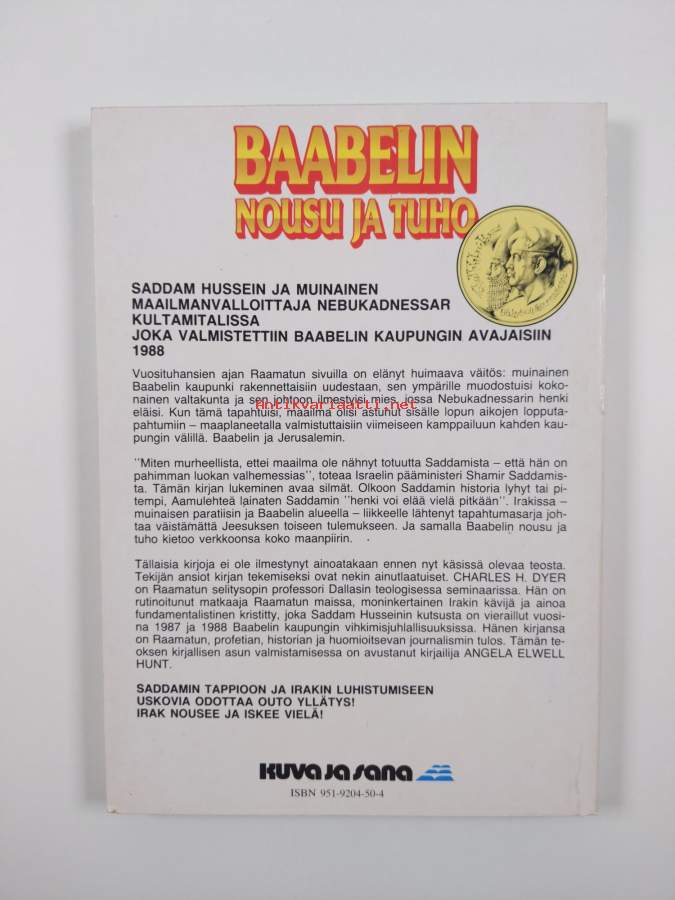 BAABELIN
NOUSU JA TUHO
SADDAM HUSSEIN JA MUINAINEN
MAAILMANVALLOITTAJA NEBUKADNESSAR
KULTAMITALISSA
JOKA VALMISTETTIIN BAABELIN KAUPUNGIN AVAJAISIIN
1988
Vuosituhansien ajan Raamatun sivuilla on elänyt huimaava väitös: muinainen
Baabelin kaupunki rakennettaisiin uudestaan, sen ympärille muodostuisi koko-
nainen valtakunta ja sen johtoon ilmestyisi mies, jossa Nebukadnessarin henki
eläisi. Kun tämä tapahtuisi, maailma olisi astunut sisälle lopun aikojen lopputa-
pahtumiin – maaplaneetalla valmistuttaisiin viimeiseen kamppailuun kahden kau-
pungin välillä. Baabelin ja Jerusalemin.
Antikvariaatti.net
"Miten murheellista, ettei maailma ole nähnyt totuutta Saddamista – että hän on
pahimman luokan valhemessias", toteaa Israelin pääministeri Shamir Saddamis-
ta. Tämän kirjan lukeminen avaa silmät. Olkoon Saddamin historia lyhyt tai pi-
tempi, Aamulehteä lainaten Saddamin "henki voi elää vielä pitkään". Irakissa –
muinaisen paratiisin ja Baabelin alueella – liikkeelle lähtenyt tapahtumasarja joh-
taa väistämättä Jeesuksen toiseen tulemukseen. Ja samalla Baabelin nousu ja
tuho kietoo verkkoonsa koko maanpiirin.
Tällaisia kirjoja ei ole ilmestynyt ainoatakaan ennen nyt käsissä olevaa teosta.
Tekijän ansiot kirjan tekemiseksi ovat nekin ainutlaatuiset. CHARLES H. DYER
on Raamatun selitysopin professori Dallasin teologisessa seminaarissa. Hän on
rutinoitunut matkaaja Raamatun maissa, moninkertainen Irakin kävijä ja ainoa
fundamentalistinen kristitty, joka Saddam Husseinin kutsusta on vieraillut vuosi-
na 1987 ja 1988 Baabelin kaupungin vihkimisjuhlallisuuksissa. Hänen kirjansa
on Raamatun, profetian, historian ja huomioitsevan journalismin tulos. Tämän te-
oksen kirjallisen asun valmistamisessa on avustanut kirjailija ANGELA ELWELL
HUNT.
SADDAMIN TAPPIOON JA IRAKIN LUHISTUMISEEN
USKOVIA ODOTTAA OUTO YLLÄTYS!
IRAK NOUSEE JA ISKEE VIELÄ!
KUVA JA SANA
ISBN 951-9204-50-4